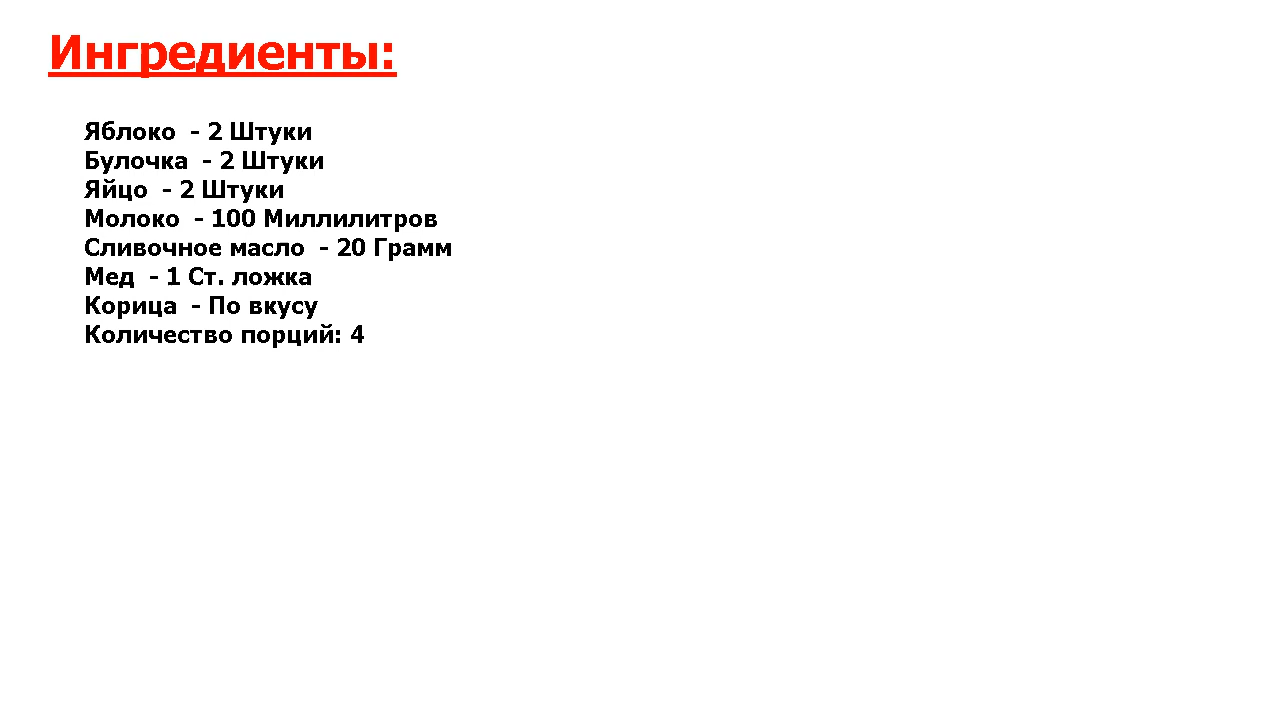 Ингредиенты:
Яблоко - 2 Штуки
Булочка - 2 Штуки
Яйцо - 2 Штуки
Молоко - 100 Миллилитров
Сливочное масло - 20 Грамм
Мед - 1 Ст. ложка
Корица - По вкусу
Количество порций: 4